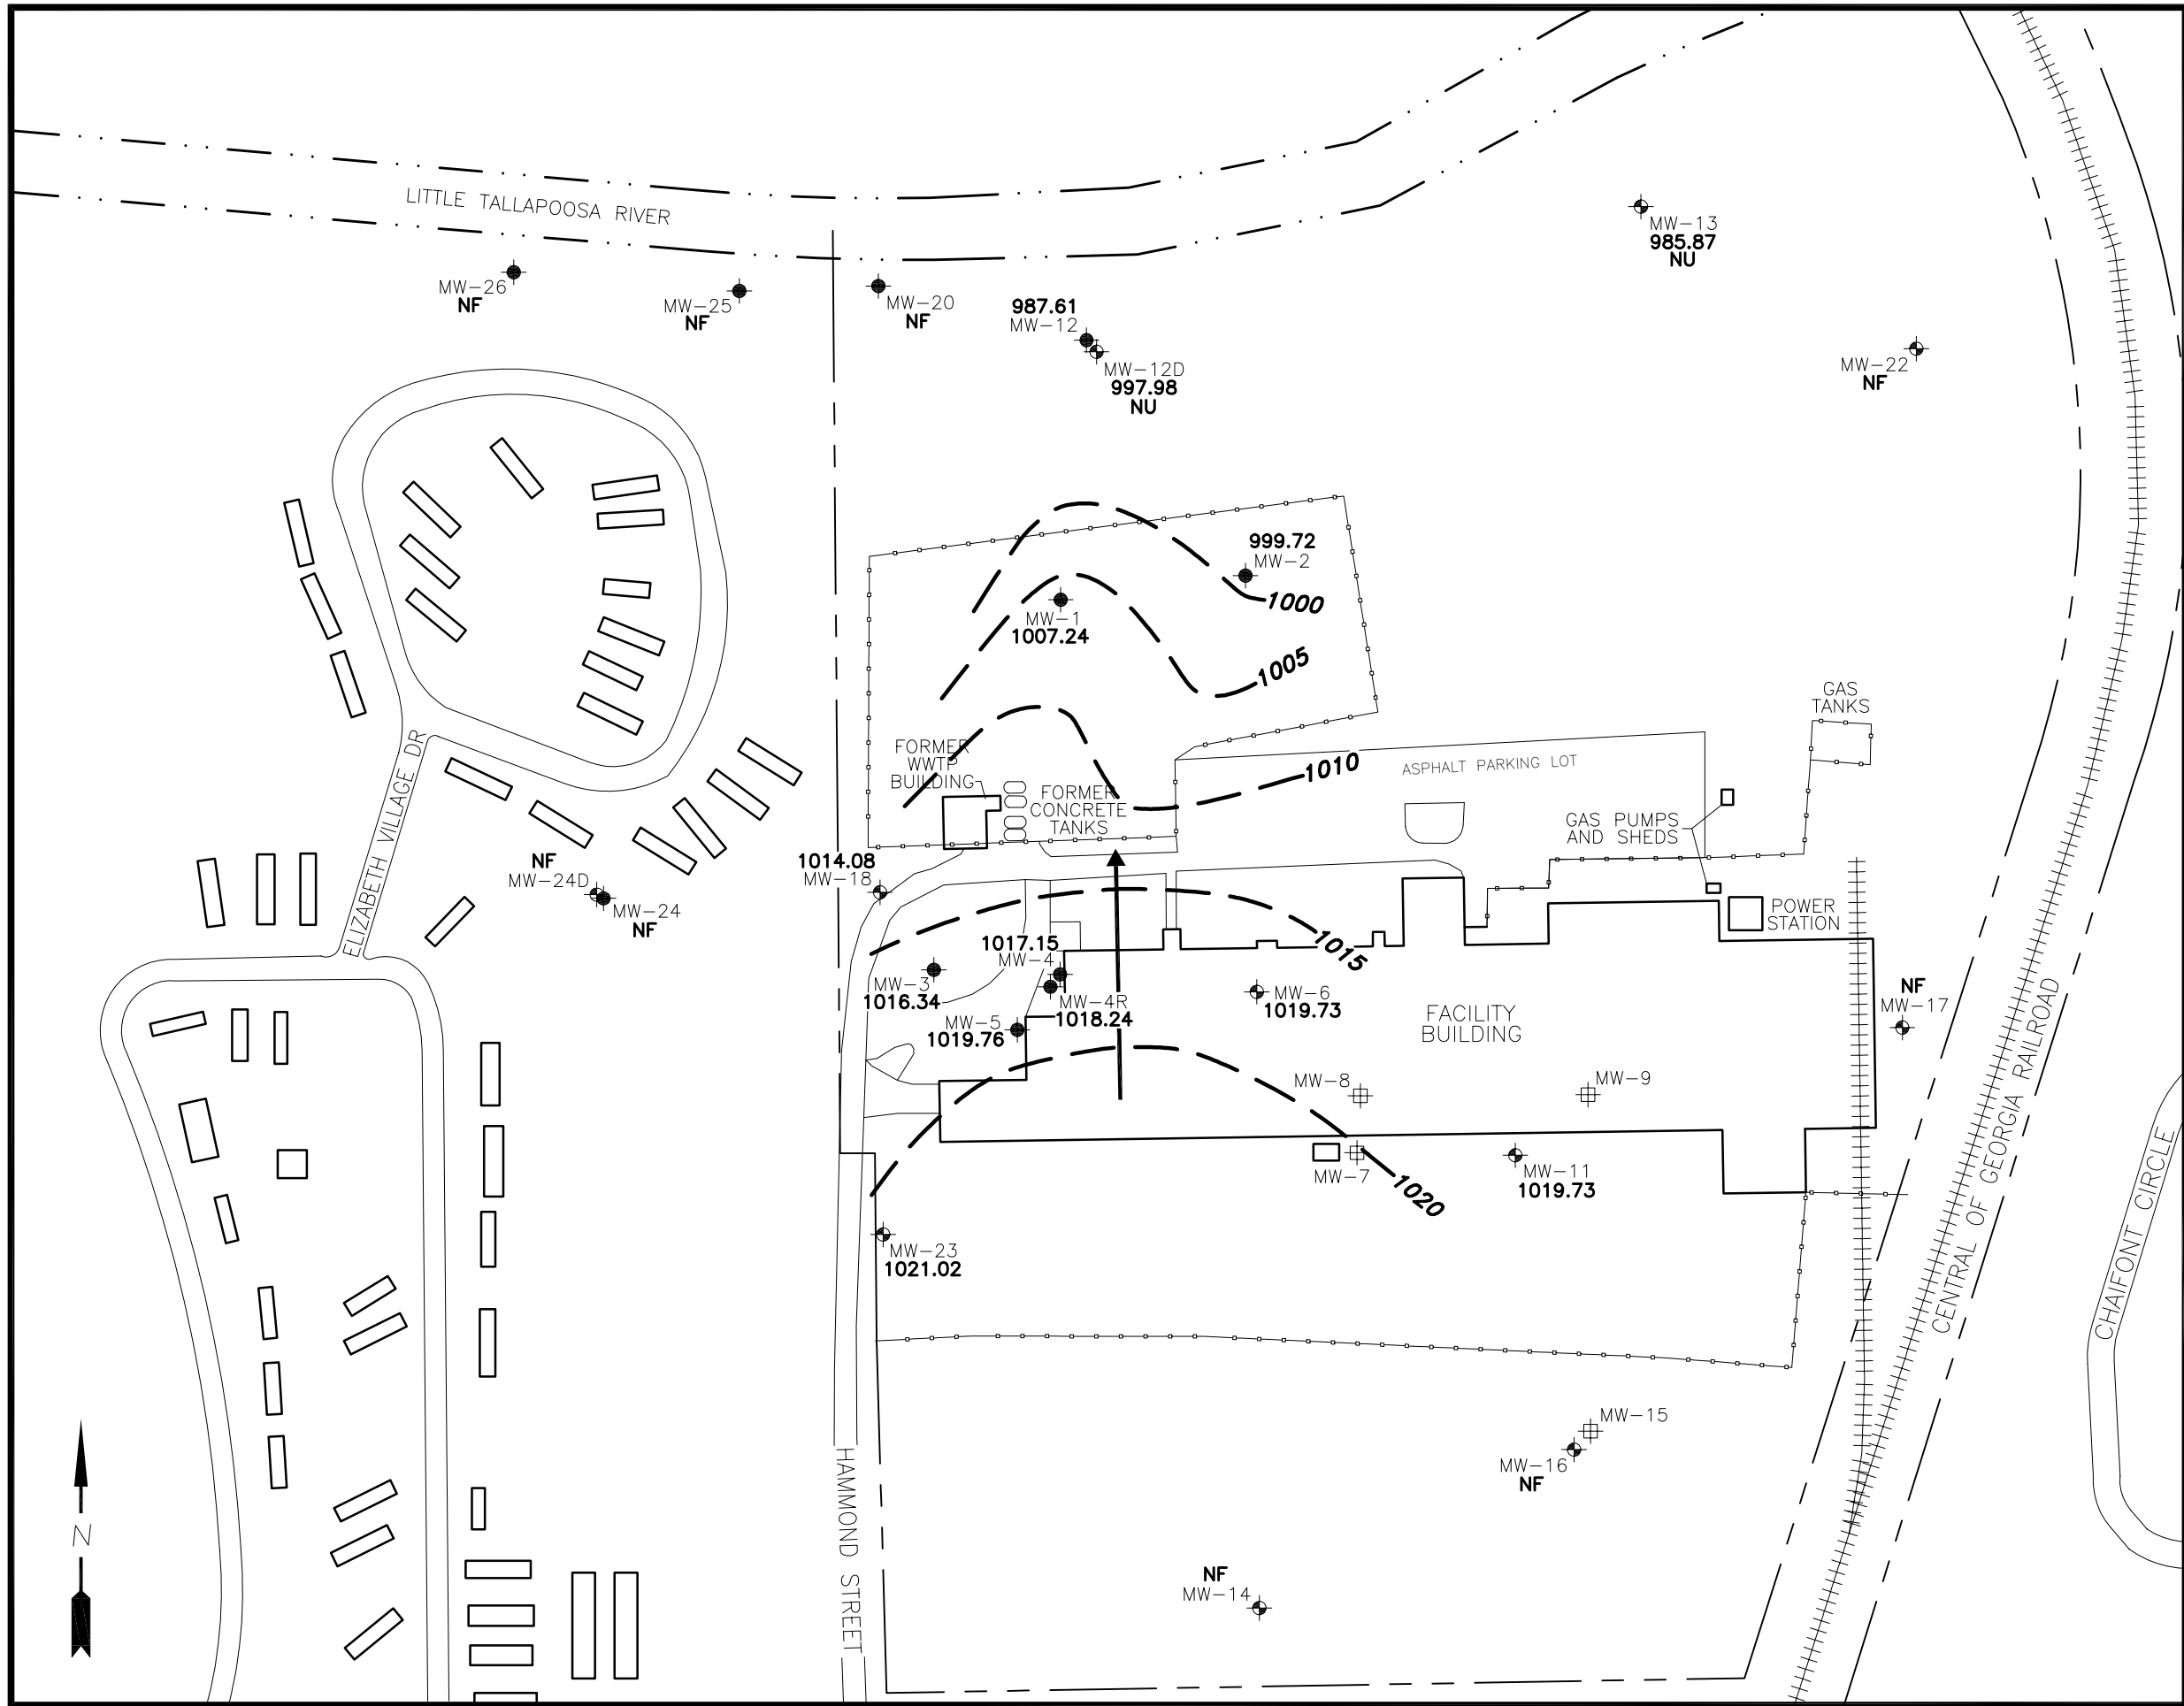 LITTLE TALLAPOOSA RIVER
MW-13
985.87
NU
MW-26
NF
MW-25
NF
MW-20
NF
987.61
MW-12
MW-12D
997.98
NU
MW-22
NF
999.72
MW-2
1000
MW-1
1007.24
1005
GAS
TANKS
FORMER
WWTP
BUILDING
1010
ASPHALT PARKING LOT
FORMER
CONCRETE
TANKS
GAS PUMPS
AND SHEDS
ELIZABETH VILLAGE DR
NF
MW-24D
MW-24
NF
1014.08
MW-18
POWER
STATION
1017.15
MW-4
1015
MW-3
1016.34
MW-4R
1018.24
MW-6
1019.73
FACILITY
BUILDING
NF
MW-17
MW-5
1019.76
MW-8
MW-9
CENTRAL OF GEORGIA RAILROAD
MW-7
1020
MW-11
1019.73
CHAIFONT CIRCLE
MW-23
1021.02
MW-15
MW-16
NF
N
HAMMOND STREET
NF
MW-14